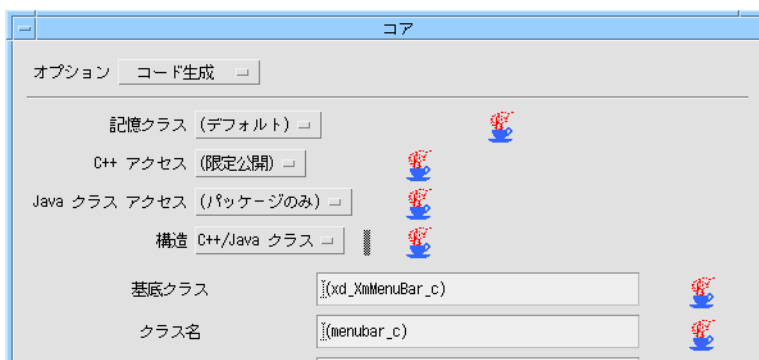 コア
オプション コード生成
記憶クラス (デフォルト)
C++ アクセス (限定公開)
Java クラス アクセス (パッケージのみ)
構造 C++/Java クラス
基底クラス (xd_XmMenuBar_c)
クラス名 (menubar_c)